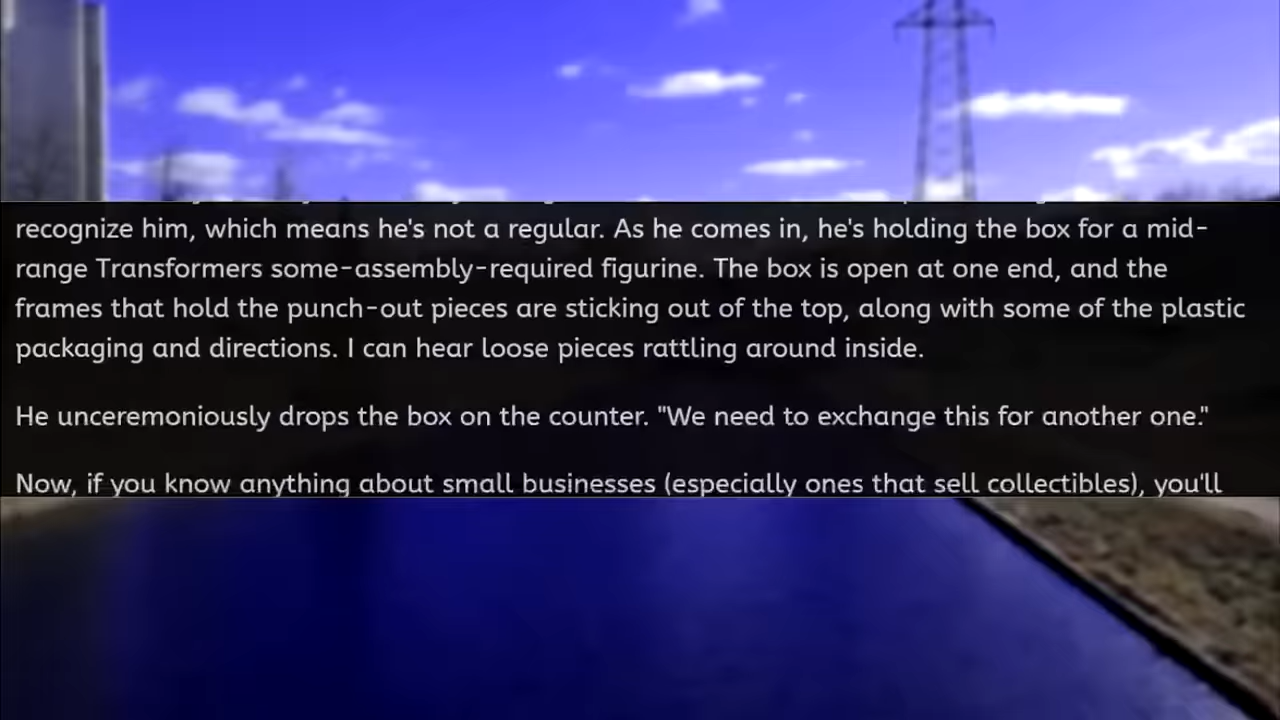 recognize him, which means he's not a regular. As he comes in, he's holding the box for a mid-
range Transformers some-assembly-required figurine. The box is open at one end, and the
frames that hold the punch-out pieces are sticking out of the top, along with some of the plastic
packaging and directions. I can hear loose pieces rattling around inside.
He unceremoniously drops the box on the counter. "We need to exchange this for another one."
Now, if you know anything about small businesses (especially ones that sell collectibles), you'll